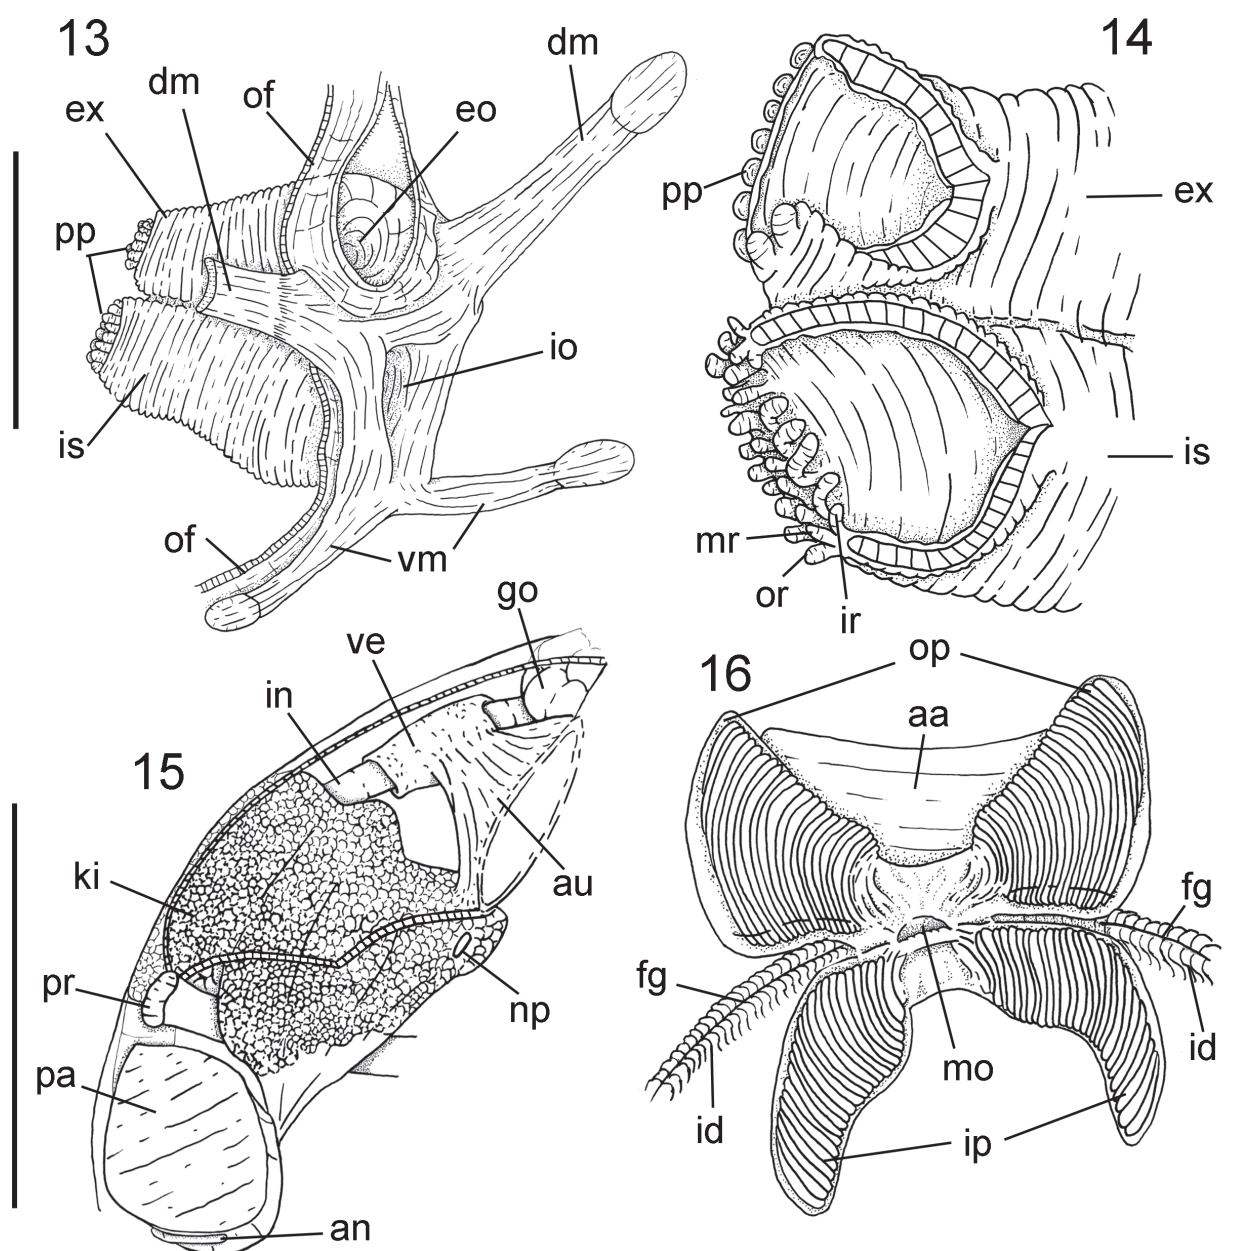 13
dm
ex
dm
of
eo
pp
io
is
of
vm
14
pp
ex
is
mr
or
ir
15
go
ve
in
ki
au
pr
np
pa
an
16
op
aa
fg
fg
id
mo
id
ip